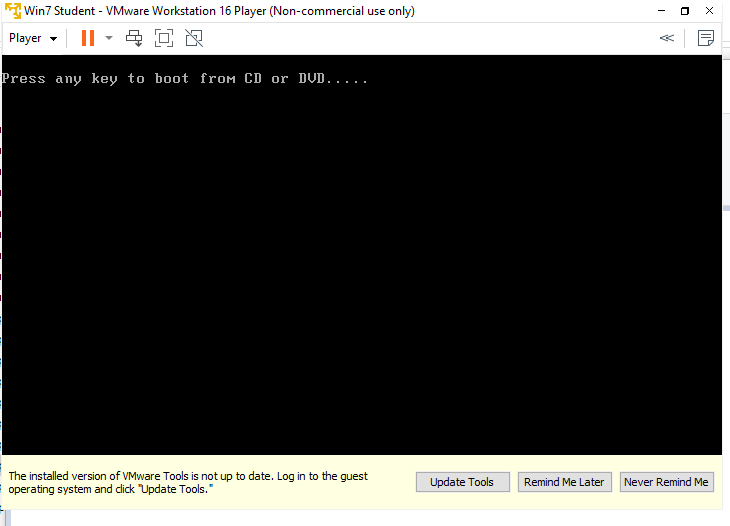 Win7 Student - VMware Workstation 16 Player (Non-commercial use only)
Player
Press any key to boot from CD or DVD.....
The installed version of VMware Tools is not up to date. Log in to the guest
operating system and click "Update Tools."
Update Tools
Remind Me Later
Never Remind Me